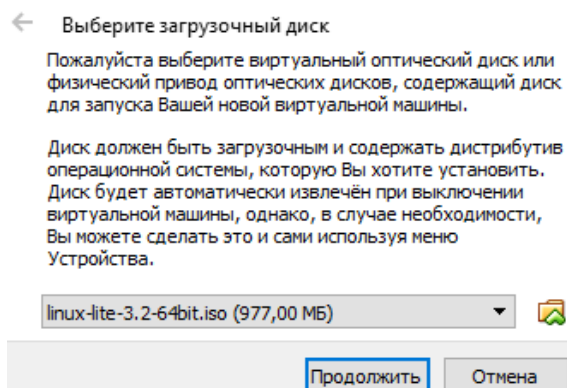 Выберите загрузочный диск
Пожалуйста выберите виртуальный оптический диск или
физический привод оптических дисков, содержащий диск
для запуска Вашей новой виртуальной машины.
Диск должен быть загрузочным и содержать дистрибутив
операционной системы, которую Вы хотите установить.
Диск будет автоматически извлечён при выключении
виртуальной машины, однако, в случае необходимости,
Вы можете сделать это и сами используя меню
Устройства.
linux-lite-3.2-64bit.iso (977,00 МБ)
Продолжить Отмена